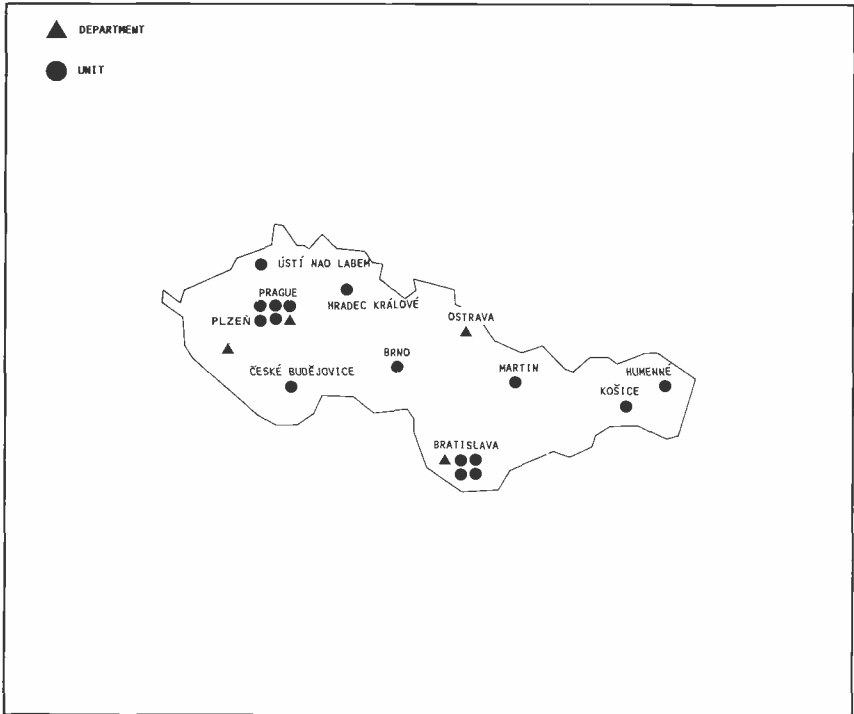 DEPARTMENT
UNIT
ÚSTÍ NAD LABEM
PRAGUE
HRADEC KRÁLOVÉ
PLZEŇ
OSTRAVA
BRNO
ČESKÉ BUDĚJOVICE
MARTIN
HUMENNÉ
KOŠICE
BRATISLAVA